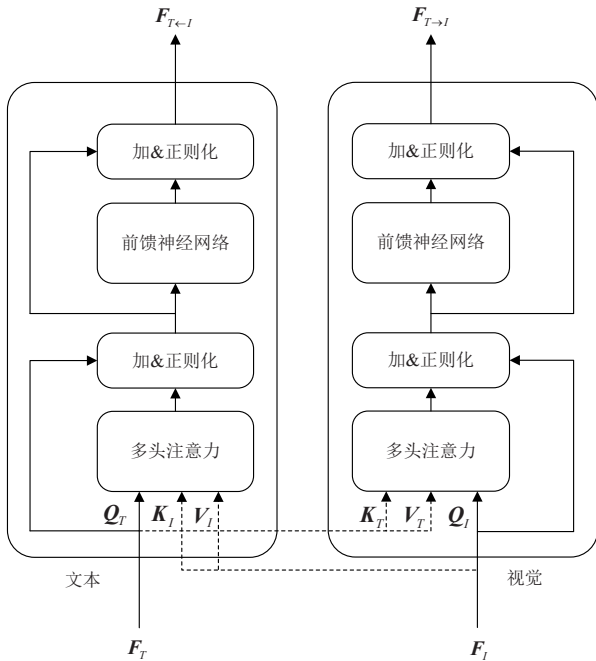 F_{T←I}
F_{T→I}
加&正则化
加&正则化
前馈神经网络
前馈神经网络
加&正则化
加&正则化
多头注意力
多头注意力
Q_T K_I V_I
K_T V_T Q_I
文本
视觉
F_T
F_I